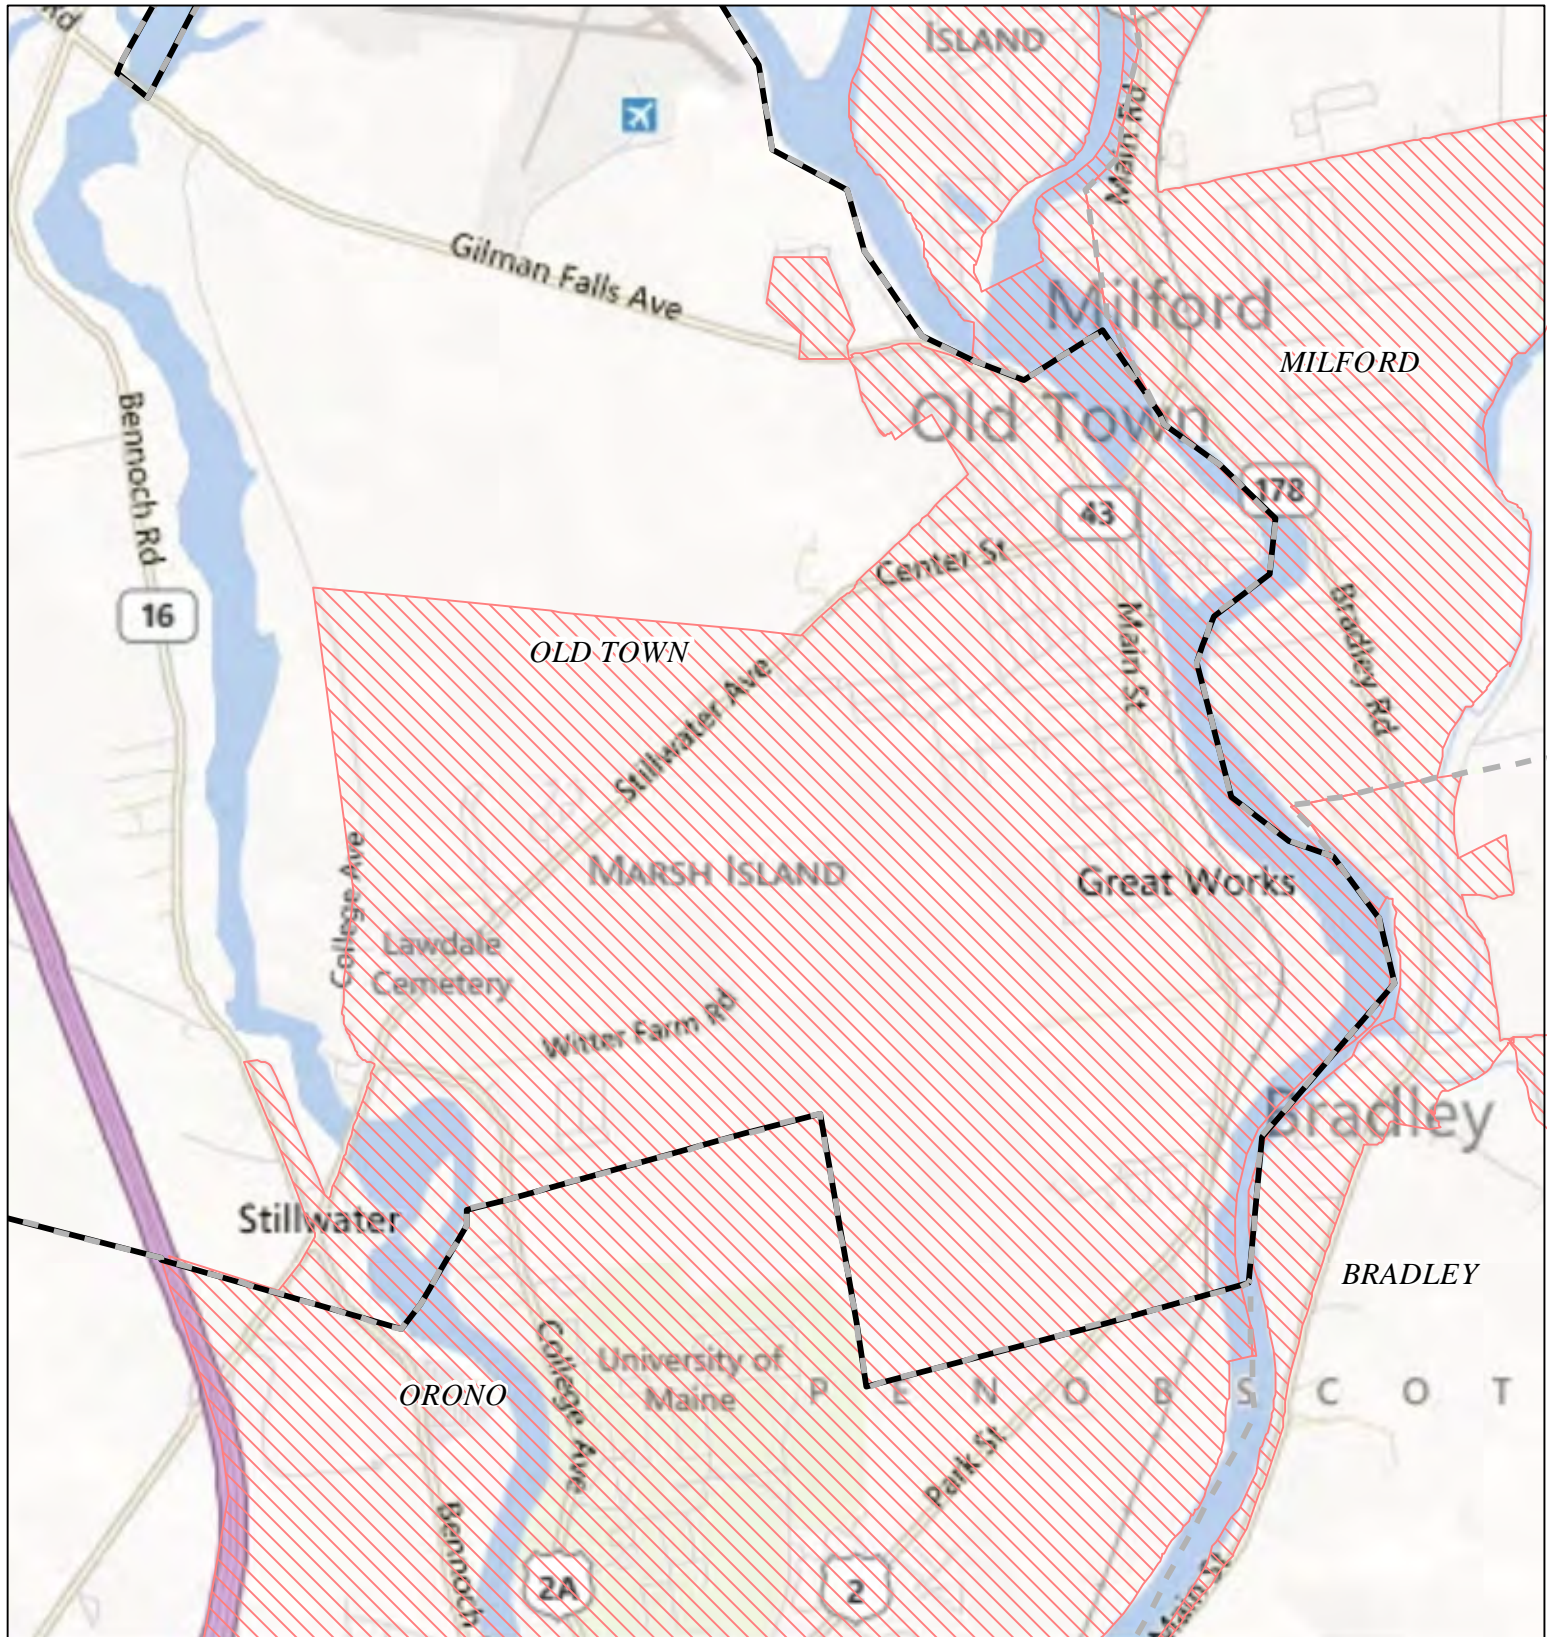 Rd
ISLAND
Main Rd
Gilman Falls Ave
Milford
MILFORD
Old Town
Bennoch Rd
178
43
Center St
16
Main St
Bradley Rd
OLD TOWN
Stillwater Ave
MARSH ISLAND
Great Works
College Ave
Lawdale
Cemetery
Witter Farm Rd
Bradley
Stillwater
BRADLEY
ORONO
College Ave
University of
Maine
PENOBSCOT
Park St
Bennoch
2A
2
Main St